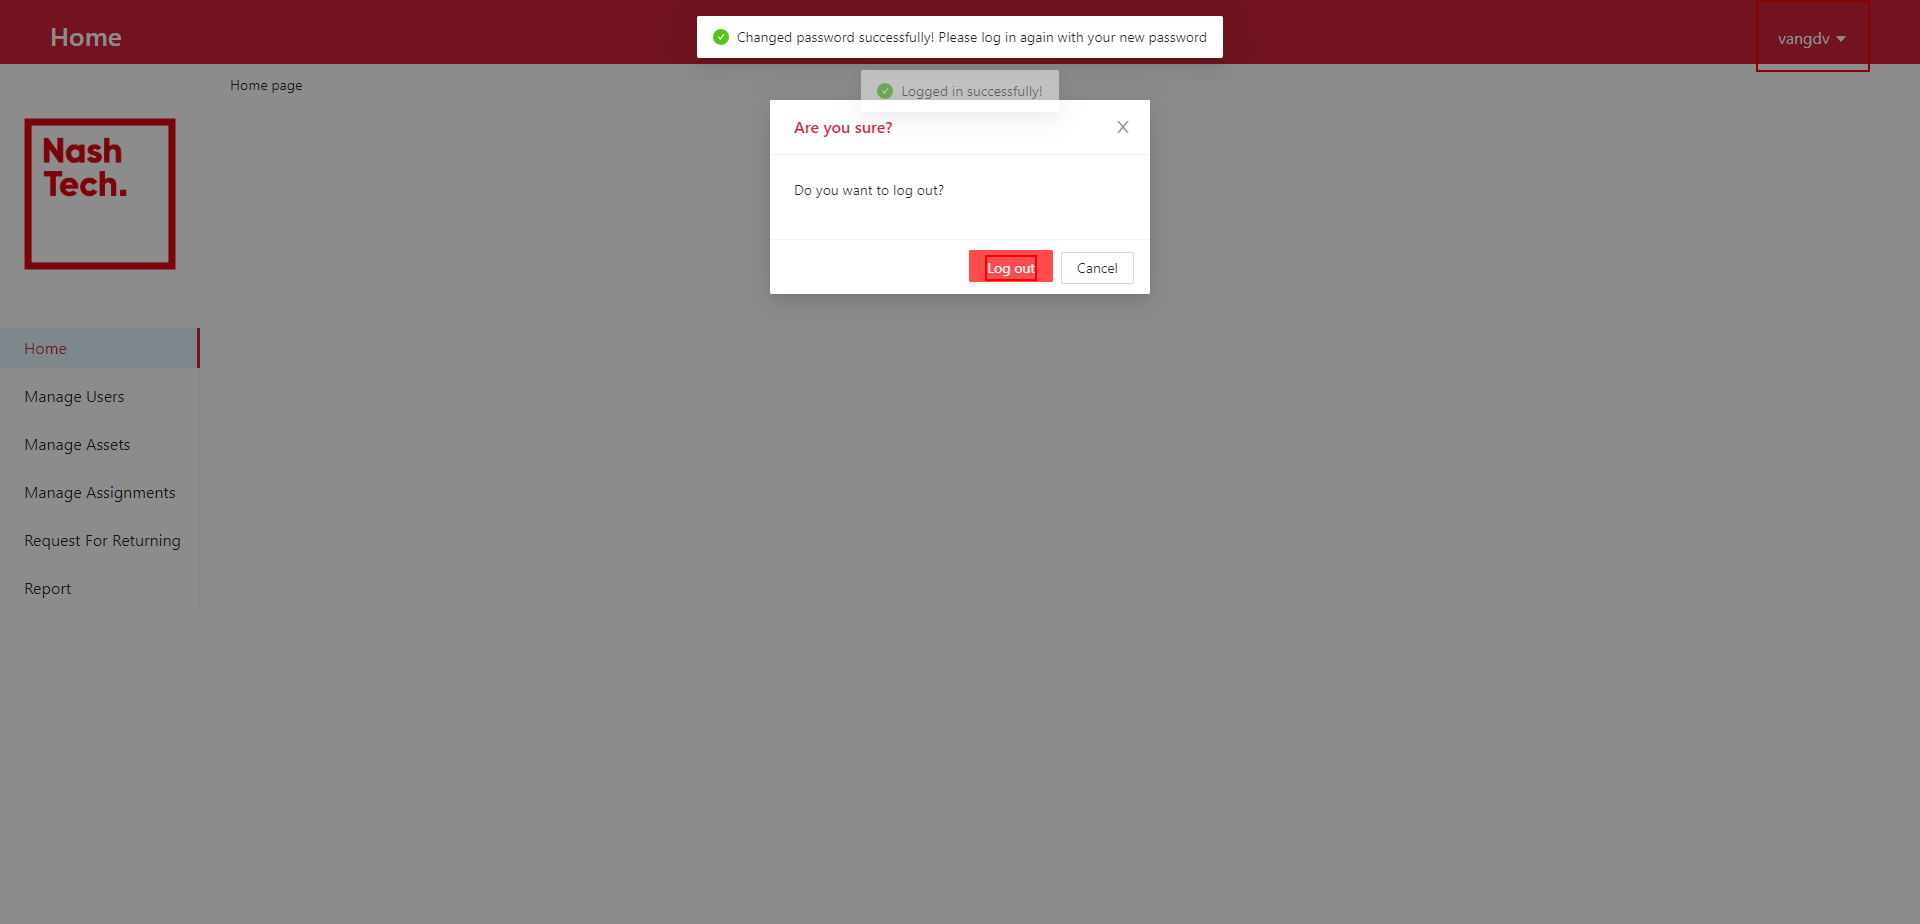 Home
Changed password successfully! Please log in again with your new password
vangdv
Home page
Logged in successfully!
Are you sure?
Do you want to log out?
Log out
Cancel
Nash
Tech.
Home
Manage Users
Manage Assets
Manage Assignments
Request For Returning
Report